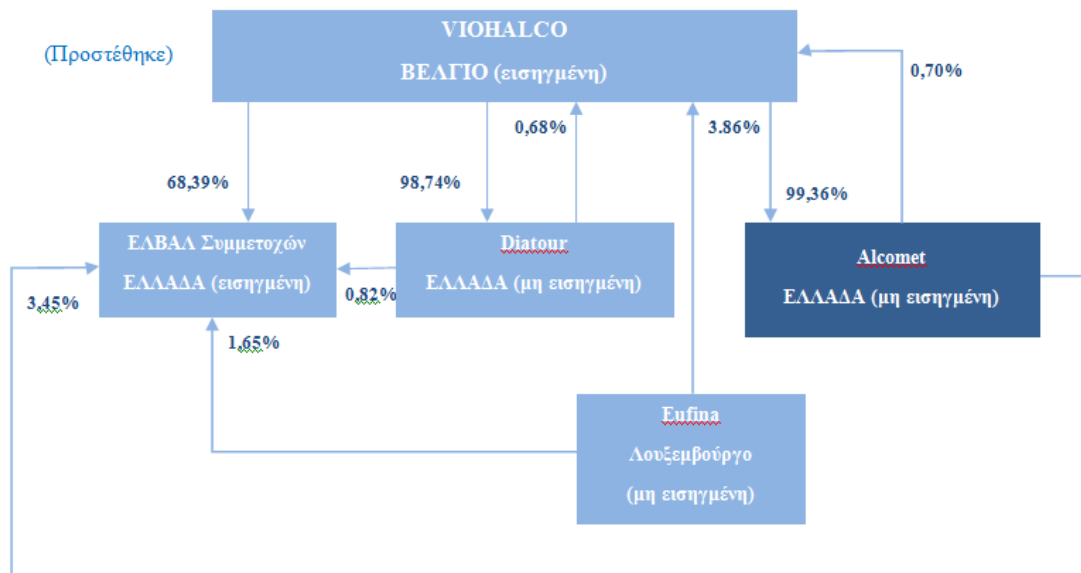 VIOHALCO
(Προστέθηκε)
ΒΕΛΓΙΟ (εισηγμένη)
0,70%
0,68%
3.86%
68,39%
98,74%
99,36%
ΕΛΒΑΛ Συμμετοχών
ΕΛΛΑΔΑ (εισηγμένη)
Diatour
ΕΛΛΑΔΑ (μη εισηγμένη)
Alcomet
ΕΛΛΑΔΑ (μη εισηγμένη)
3,45%
0,82%
1,65%
Eufina
Λουξεμβούργο
(μη εισηγμένη)